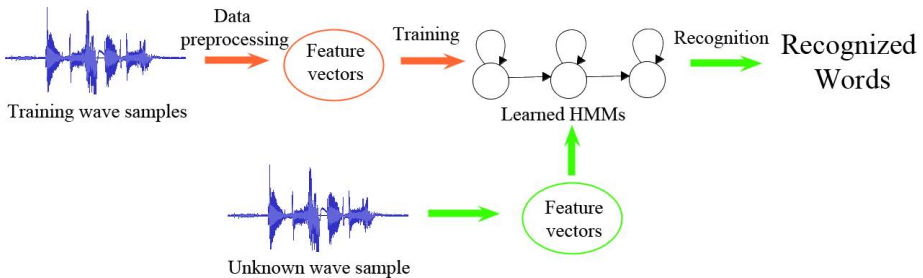 Data
preprocessing
Feature
vectors
Training
Recognition
Recognized
Words
Training wave samples
Learned HMMs
Feature
vectors
Unknown wave sample